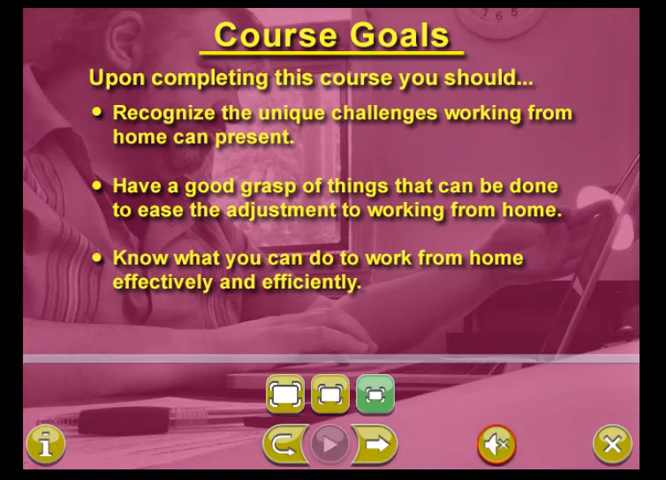 Course Goals
Upon completing this course you should...
• Recognize the unique challenges working from
home can present.
• Have a good grasp of things that can be done
to ease the adjustment to working from home.
• Know what you can do to work from home
effectively and efficiently.